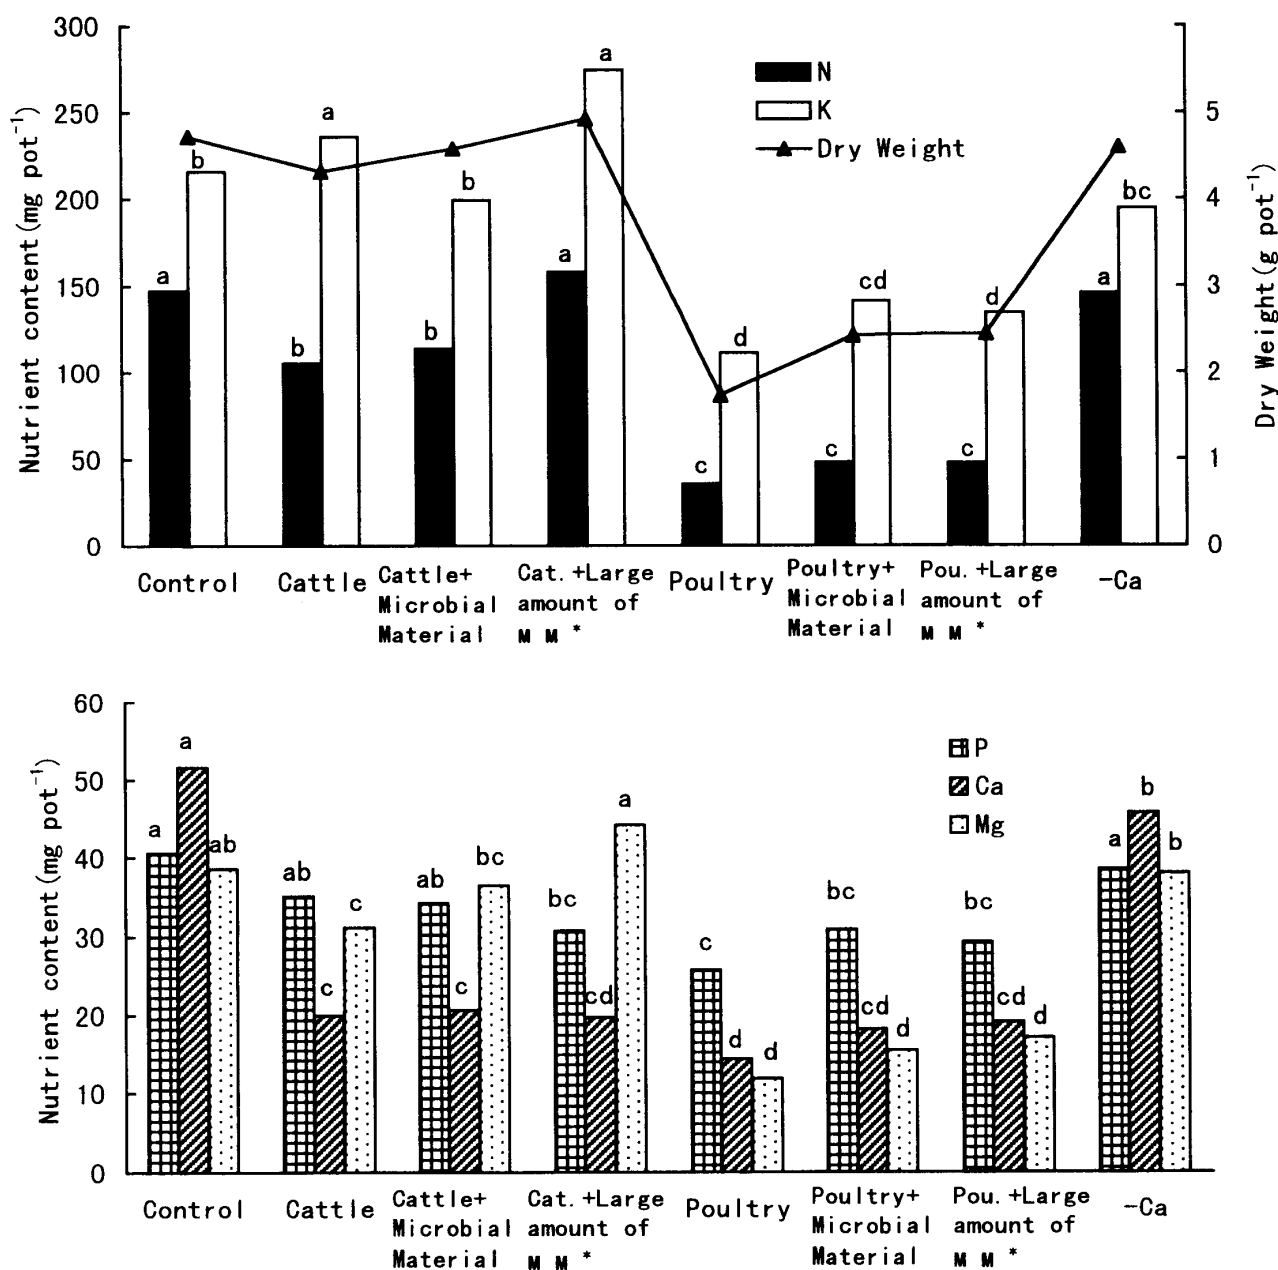 300
250
200
150
100
50
0
Nutrient content(mg pot⁻¹)
5
4
3
2
1
0
Dry Weight(g pot⁻¹)
N
K
Dry Weight
a
b
b
a
b
b
a
a
c
d
c
cd
c
d
a
bc
Control
Cattle
Cattle+
Microbial
Material
Cat.+Large
amount of
M M *
Poultry
Poultry+
Microbial
Material
Pou.+Large
amount of
M M *
-Ca
60
50
40
30
20
10
0
Nutrient content(mg pot⁻¹)
P
Ca
Mg
a
a
ab
ab
c
c
ab
c
bc
bc
cd
a
c
d
d
bc
cd
d
bc
cd
d
a
b
b
Control
Cattle
Cattle+
Microbial
Material
Cat.+Large
amount of
M M *
Poultry
Poultry+
Microbial
Material
Pou.+Large
amount of
M M *
-Ca